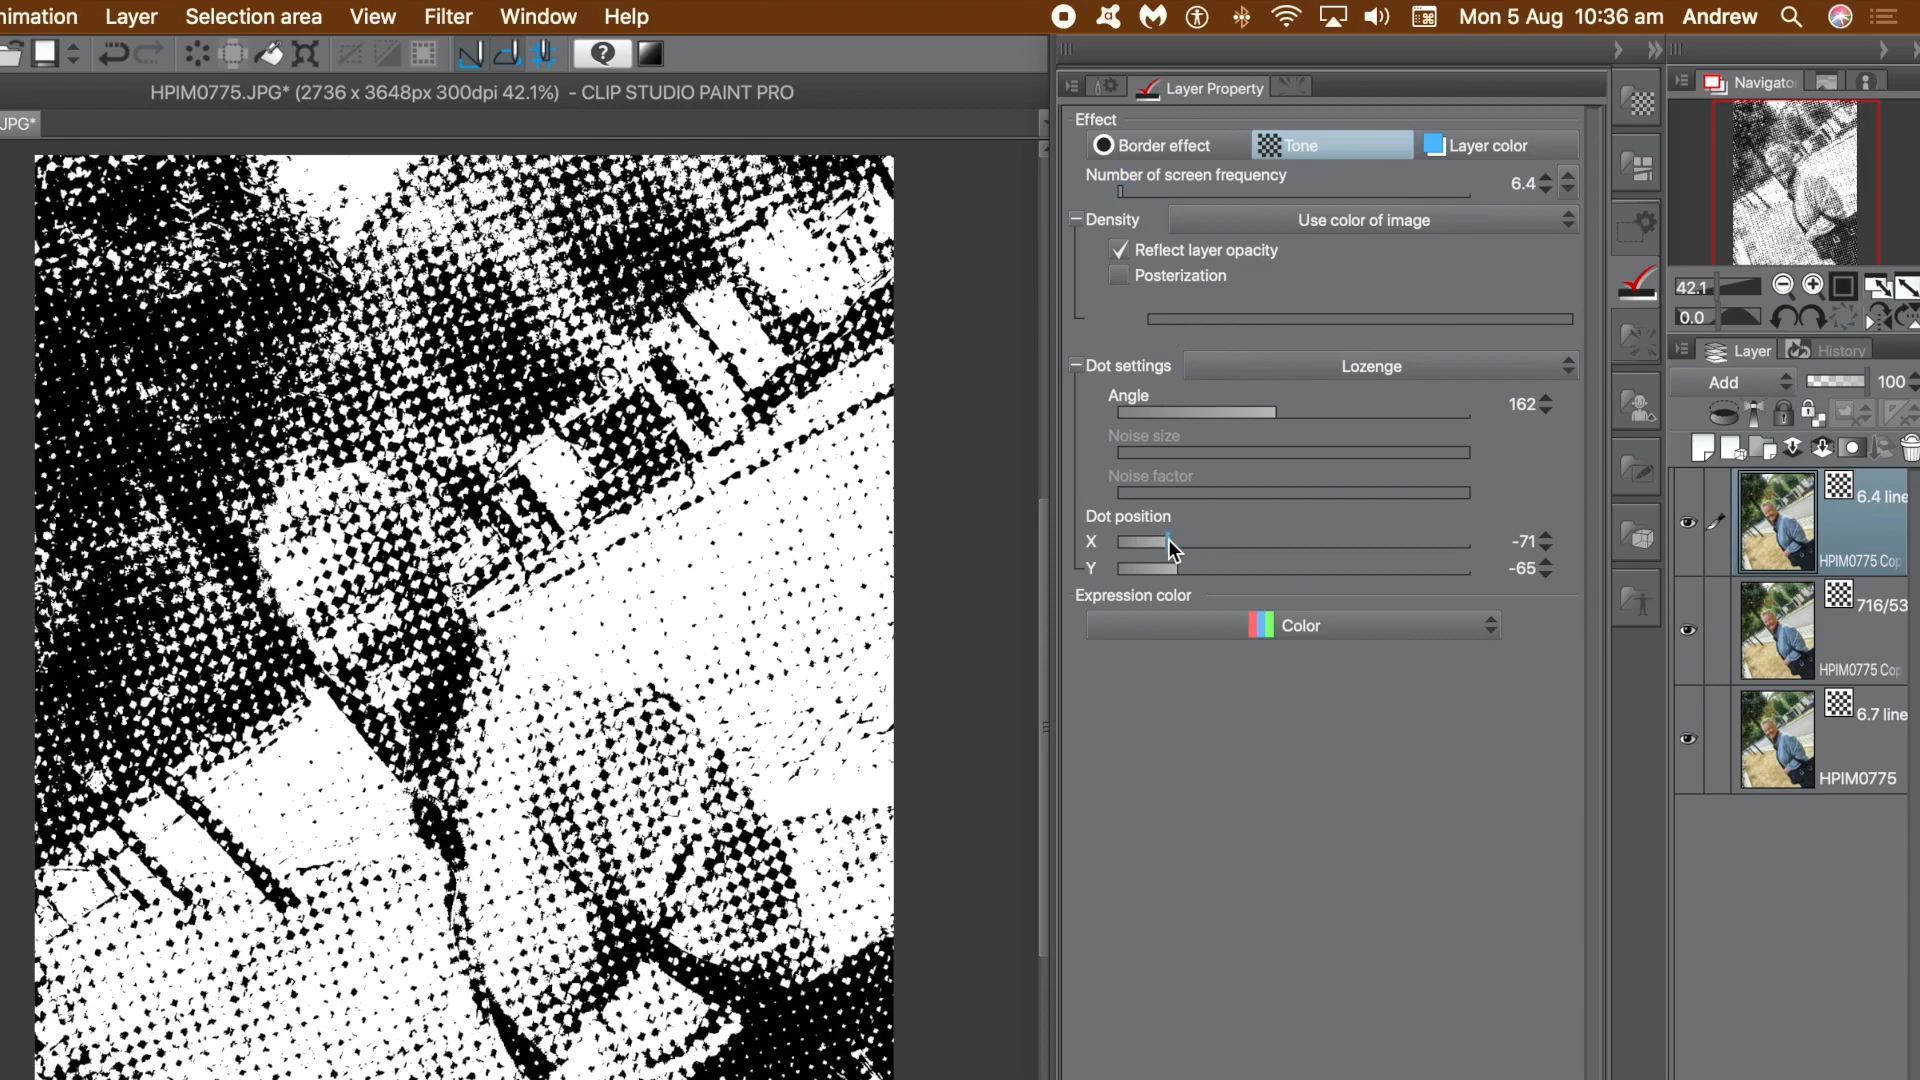 imation Layer Selection area View Filter Window Help Mon 5 Aug 10:36 am Andrew
HPIM0775.JPG* (2736 x 3648px 300dpi 42.1%) - CLIP STUDIO PAINT PRO
JPG*
Layer Property
Effect
Border effect Tone Layer color
Number of screen frequency 6.4
Density Use color of image
Reflect layer opacity
Posterization
Dot settings Lozenge
Angle 162
Noise size
Noise factor
Dot position
X -71
Y -65
Expression color
Color
Navigato
42.1
0.0
Layer History
Add 100
6.4 line
HPIM0775 Cop
716/53
HPIM0775 Cop
6.7 line
HPIM0775